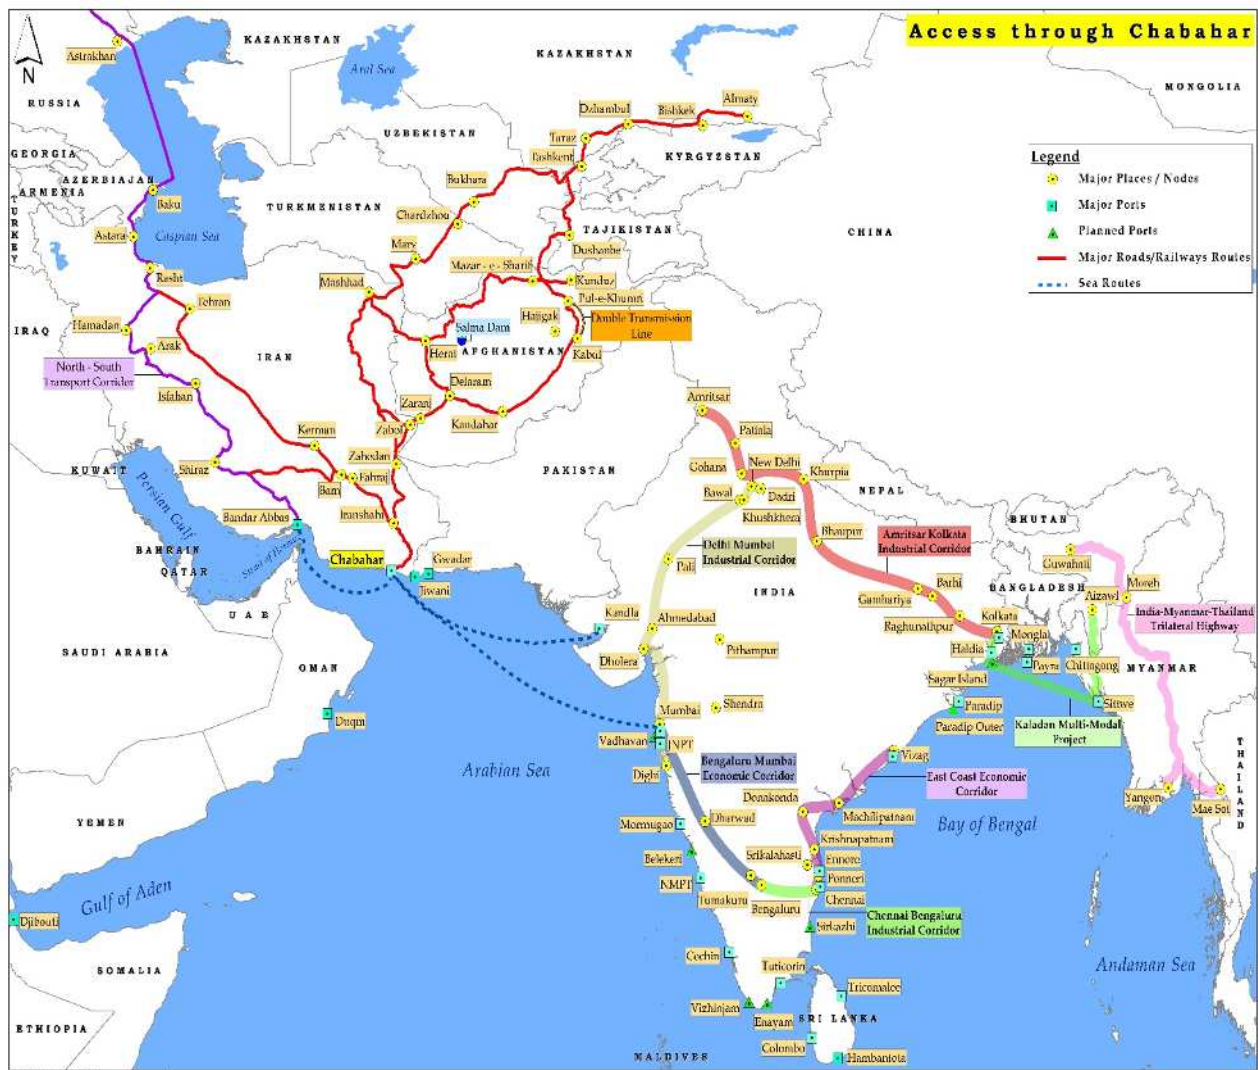 Access through Chabahar
N
Astrakhan
KAZAKHSTAN
KAZAKHSTAN
MONGOLIA
Aral Sea
RUSSIA
Dzhambul
Bishkek
Almaty
UZBEKISTAN
Taraz
GEORGIA
Tashkent
KYRGYZSTAN
Legend
Major Places / Nodes
Major Ports
Planned Ports
Major Roads/Railways Routes
Sea Routes
AZERBIAJAN
ARMENIA
TURKEY
Baku
Bukhara
TURKMENISTAN
Chardzhou
Astara
Caspian Sea
TAJIKISTAN
CHINA
Dushanbe
Marv
Resht
Mazar - e - Sharif
Mashhad
Kunduz
Pul-e-Khumri
Tehran
Hajigak
Double Transmission
Line
IRAQ
Hamadan
Salma Dam
Arak
IRAN
Herat
AFGHANISTAN
Kabul
North - South
Transport Corridor
Isfahan
Delaram
Zaranj
Kandahar
Zabol
Amritsar
Kerman
Patiala
Zahedan
KUWAIT
Shiraz
PAKISTAN
Gohana
New Delhi
Khurpia
Bam
Fahraj
Bawal
Dadri
NEPAL
Persian Gulf
Khushkhera
Bandar Abbas
Iranshahr
BHUTAN
Bhaupur
Amritsar Kolkata
Industrial Corridor
BAHRAIN
Delhi Mumbai
Industrial Corridor
Strait of Hormuz
Chabahar
Gwadar
QATAR
Guwahati
Pali
Jiwani
Barhi
BANGLADESH
Moreh
INDIA
Gamhariya
Aizawl
UAE
Kandla
Ahmedabad
Raghunathpur
Kolkata
India-Myanmar-Thailand
Trilateral Highway
Mongla
SAUDI ARABIA
Pithampur
Haldia
Dholera
Payra
Chittagong
OMAN
MYANMAR
Sagar Island
Shendra
Mumbai
Paradip
Sittwe
Duqm
Paradip Outer
Kaladan Multi-Modal
Project
Vadhavan
JNPT
Vizag
Arabian Sea
Dighi
Bengaluru Mumbai
Economic Corridor
East Coast Economic
Corridor
THAILAND
Yangon
Mae Sot
Donakonda
Machilipatnam
YEMEN
Mormugao
Dharwad
Bay of Bengal
Krishnapatnam
Belekeri
Srikalahasti
Ennore
NMPT
Ponneri
Gulf of Aden
Tumakuru
Chennai
Bengaluru
Djibouti
Chennai Bengaluru
Industrial Corridor
Sirkazhi
Cochin
Andaman Sea
SOMALIA
Tuticorin
Tricomalee
Vizhinjam
Enayam
SRI LANKA
ETHIOPIA
Colombo
MALDIVES
Hambantota